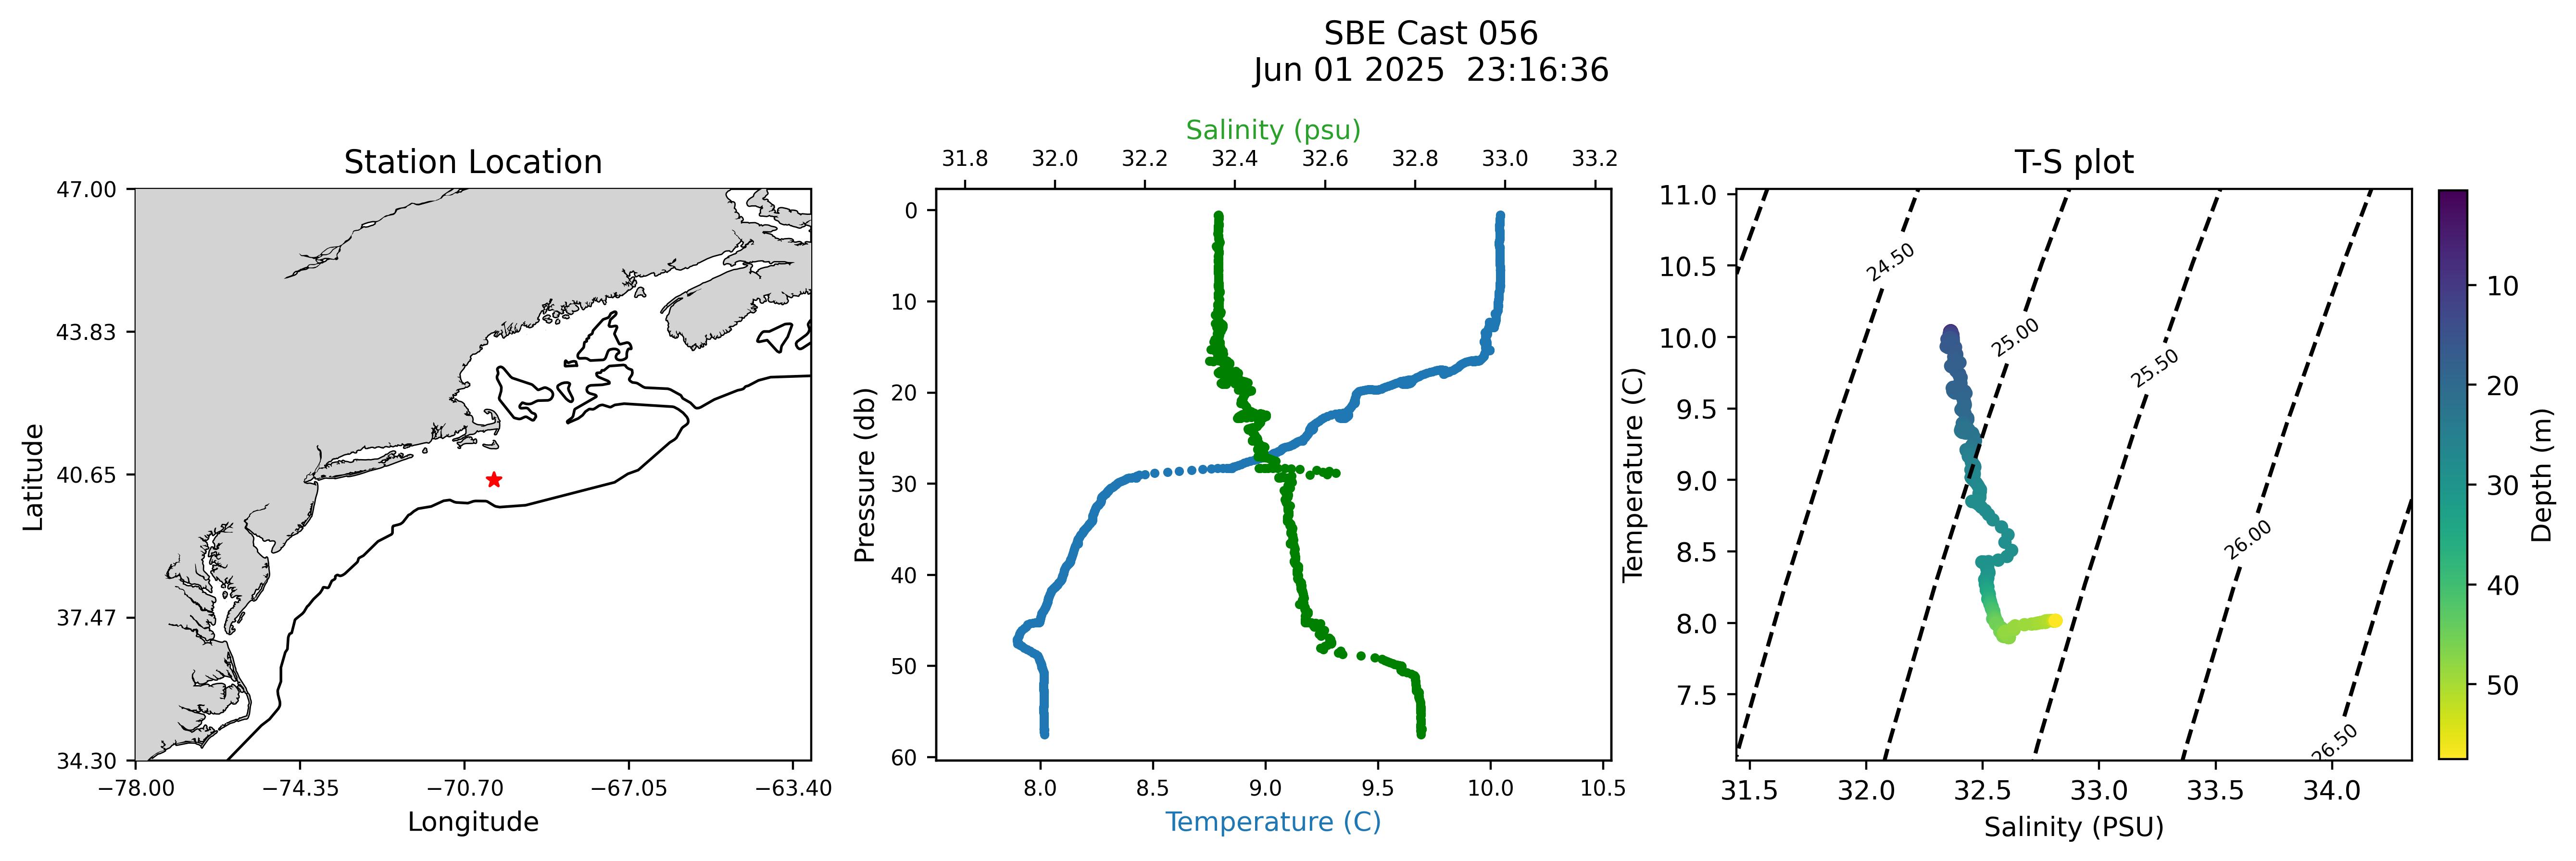 SBE Cast 056
Jun 01 2025  23:16:36
Station Location
47.00
43.83
40.65
37.47
34.30
Latitude
−78.00 −74.35 −70.70 −67.05 −63.40
Longitude
Salinity (psu)
31.8 32.0 32.2 32.4 32.6 32.8 33.0 33.2
0
10
20
30
40
50
60
Pressure (db)
8.0 8.5 9.0 9.5 10.0 10.5
Temperature (C)
T-S plot
11.0
10.5
10.0
9.5
9.0
8.5
8.0
7.5
Temperature (C)
24.50
25.00
25.50
26.00
26.50
31.5 32.0 32.5 33.0 33.5 34.0
Salinity (PSU)
10
20
30
40
50
Depth (m)